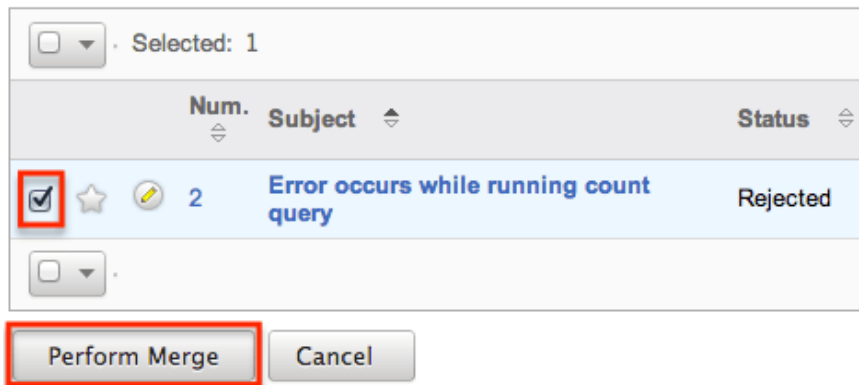 Selected: 1
Num. Subject Status
2 Error occurs while running count query Rejected
Perform Merge Cancel